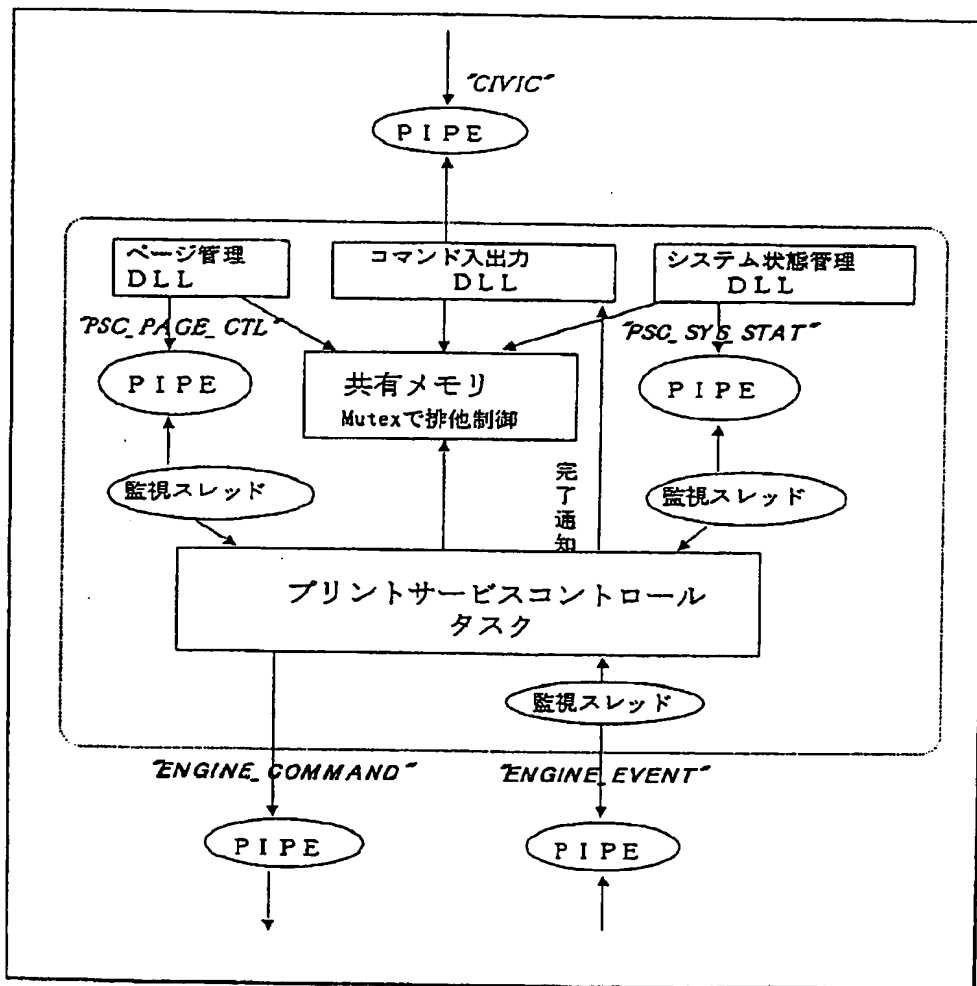 "CIVIC"
PIPE
ページ管理
DLL
コマンド入出力
DLL
システム状態管理
DLL
"PSC_PAGE_CTL"
"PSC_SYS_STAT"
PIPE
共有メモリ
Mutexで排他制御
PIPE
監視スレッド
完了通知
監視スレッド
プリントサービスコントロール
タスク
監視スレッド
"ENGINE_COMMAND"
"ENGINE_EVENT"
PIPE
PIPE